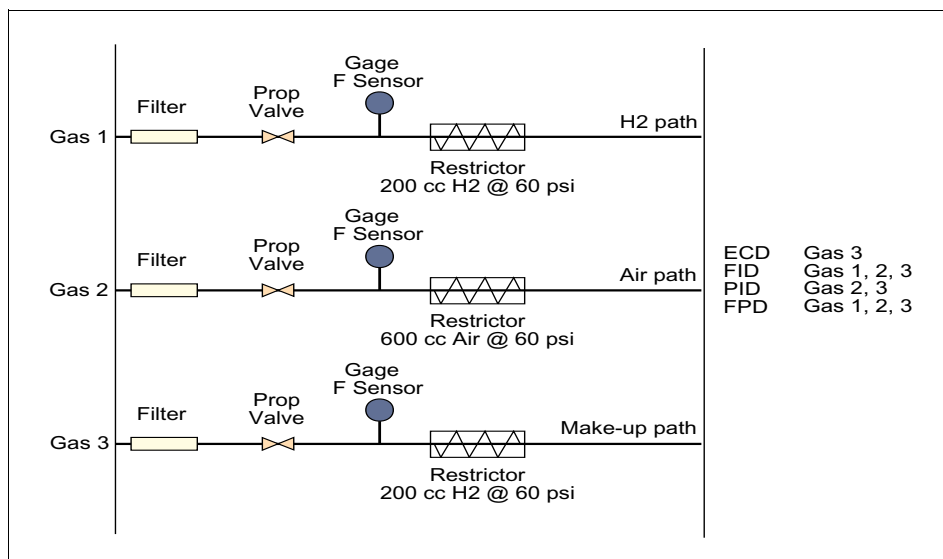 Gage
F Sensor
Prop
Valve
Filter
Gas 1
H2 path
Restrictor
200 cc H2 @ 60 psi
Gage
F Sensor
Prop
Valve
Filter
Gas 2
Air path
Restrictor
600 cc Air @ 60 psi
Gage
F Sensor
Prop
Valve
Filter
Gas 3
Make-up path
Restrictor
200 cc H2 @ 60 psi
ECD Gas 3
FID Gas 1, 2, 3
PID Gas 2, 3
FPD Gas 1, 2, 3